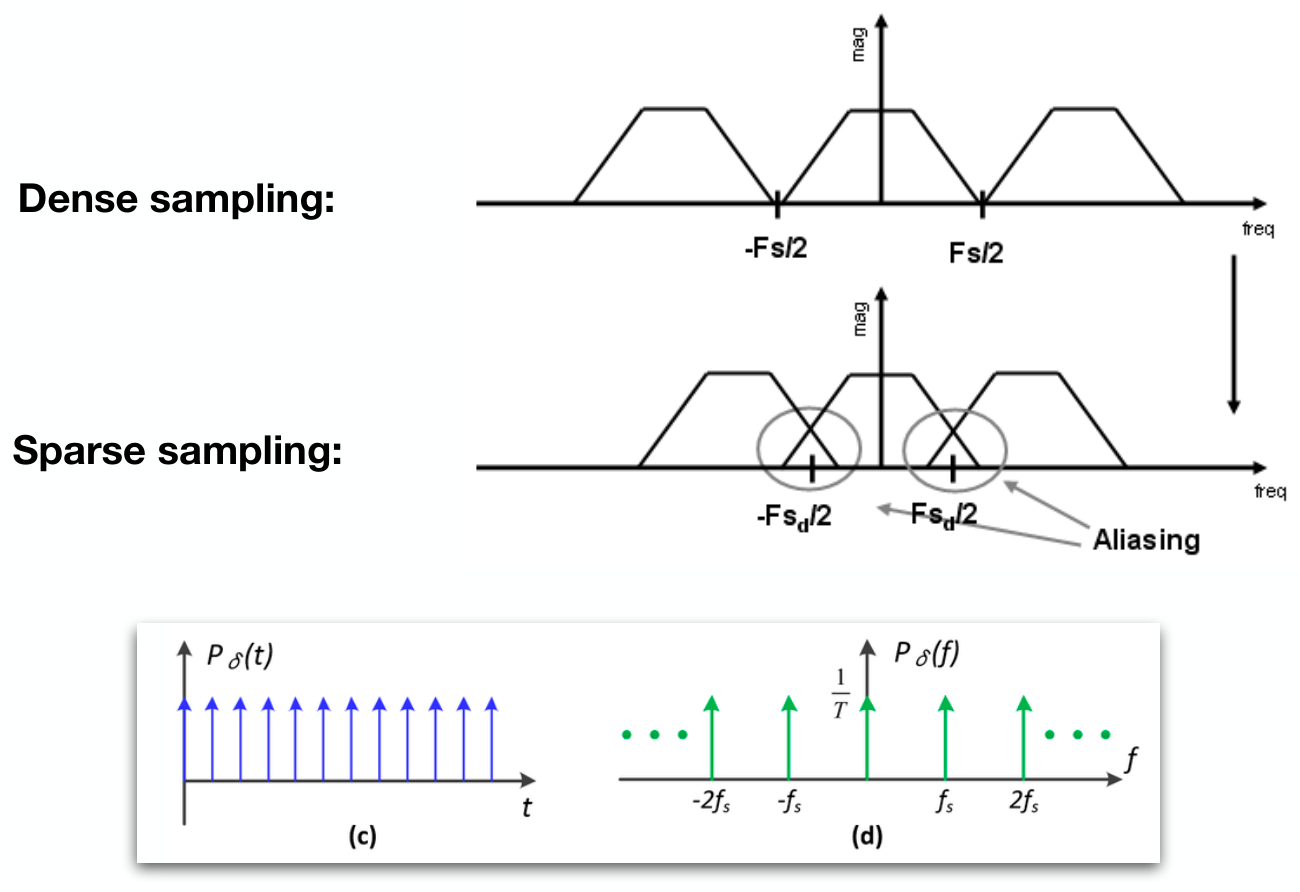 mag
Dense sampling:
freq
-Fs/2
Fs/2
mag
Sparse sampling:
freq
-Fsd/2
Fsd/2
Aliasing
P δ(t)
t
(c)
P δ(f)
1
T
f
-2fs
-fs
fs
2fs
(d)